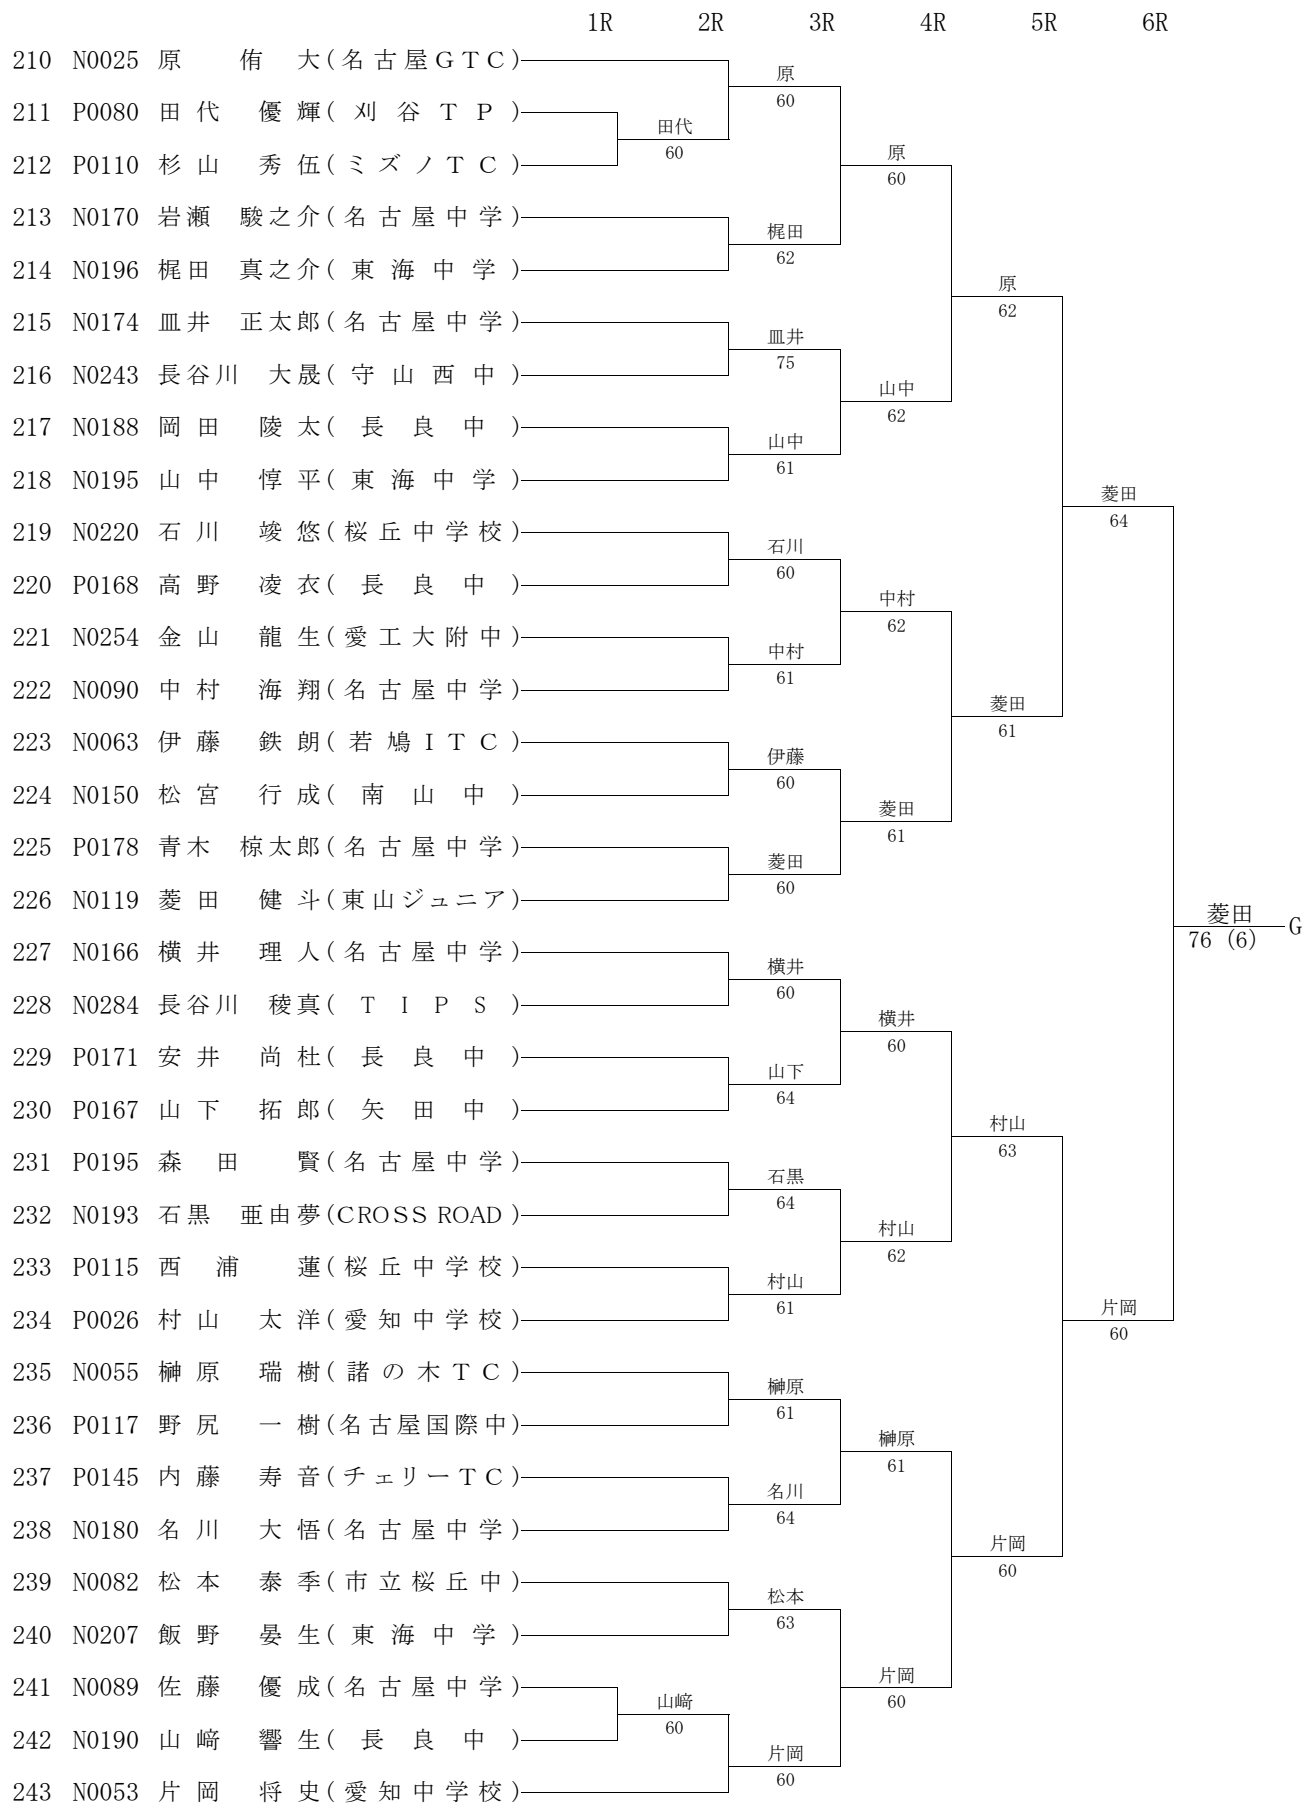 1R 2R 3R 4R 5R 6R
210 N0025 原 侑 大(名古屋GTC)
原
60
211 P0080 田代 優輝(刈谷TP)
田代
60
212 P0110 杉山 秀伍(ミズノTC)
原
60
213 N0170 岩瀬 駿之介(名古屋中学)
梶田
62
214 N0196 梶田 真之介(東海中学)
原
62
215 N0174 皿井 正太郎(名古屋中学)
皿井
75
216 N0243 長谷川 大晟(守山西中)
山中
62
217 N0188 岡田 陵太(長良中)
山中
61
218 N0195 山中 惇平(東海中学)
菱田
64
219 N0220 石川 竣悠(桜丘中学校)
石川
60
220 P0168 高野 凌衣(長良中)
中村
62
221 N0254 金山 龍生(愛工大附中)
中村
61
222 N0090 中村 海翔(名古屋中学)
菱田
61
223 N0063 伊藤 鉄朗(若鳩ITC)
伊藤
60
224 N0150 松宮 行成(南山中)
菱田
61
225 P0178 青木 椋太郎(名古屋中学)
菱田
60
226 N0119 菱田 健斗(東山ジュニア)
菱田
76 (6)
G
227 N0166 横井 理人(名古屋中学)
横井
60
228 N0284 長谷川 稜真(TIPS)
横井
60
229 P0171 安井 尚杜(長良中)
山下
64
230 P0167 山下 拓郎(矢田中)
村山
63
231 P0195 森田 賢(名古屋中学)
石黒
64
232 N0193 石黒 亜由夢(CROSS ROAD)
村山
62
233 P0115 西浦 蓮(桜丘中学校)
村山
61
234 P0026 村山 太洋(愛知中学校)
片岡
60
235 N0055 榊原 瑞樹(諸の木TC)
榊原
61
236 P0117 野尻 一樹(名古屋国際中)
榊原
61
237 P0145 内藤 寿音(チェリーTC)
名川
64
238 N0180 名川 大悟(名古屋中学)
片岡
60
239 N0082 松本 泰季(市立桜丘中)
松本
63
240 N0207 飯野 晏生(東海中学)
片岡
60
241 N0089 佐藤 優成(名古屋中学)
山﨑
60
242 N0190 山﨑 響生(長良中)
片岡
60
243 N0053 片岡 将史(愛知中学校)